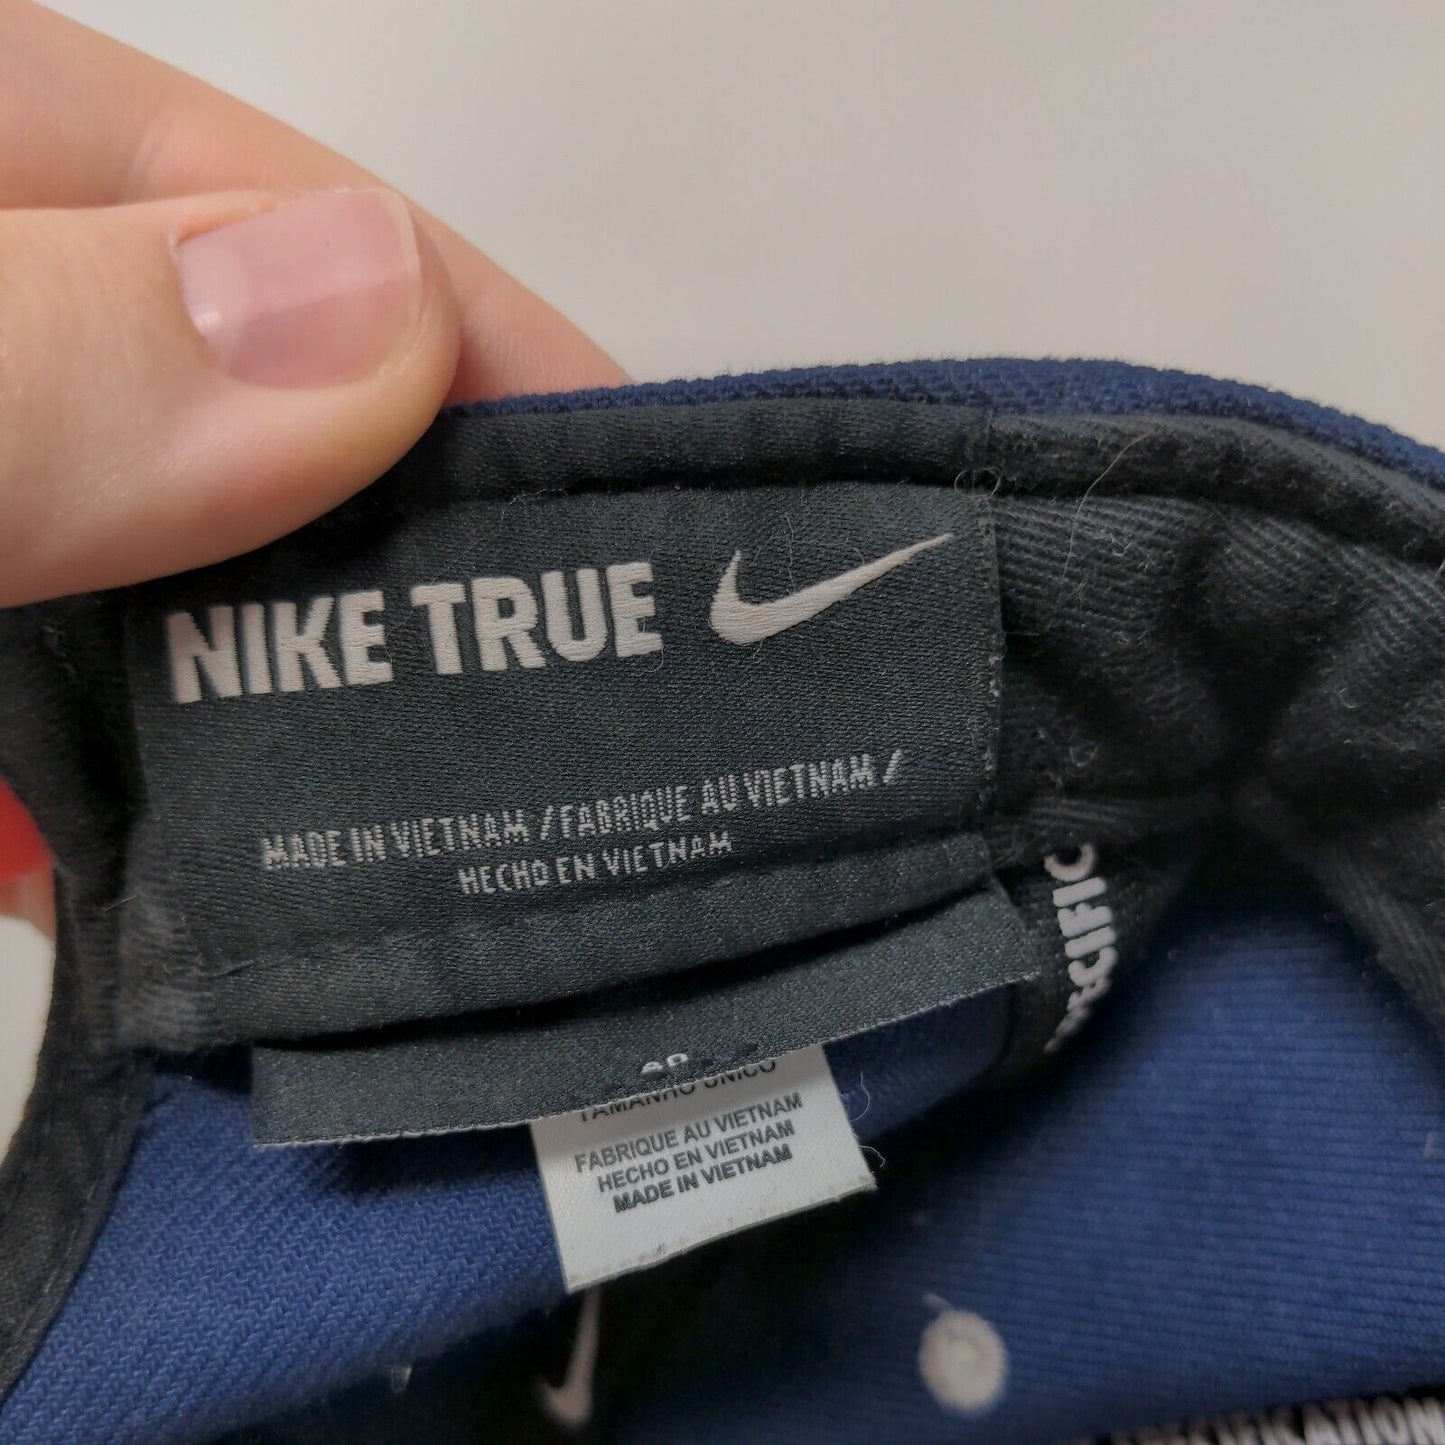 NIKE TRUE
MADE IN VIETNAM / FABRIQUE AU VIETNAM /
HECHO EN VIETNAM
TAMANHO UNICO
FABRIQUE AU VIETNAM
HECHO EN VIETNAM
MADE IN VIETNAM